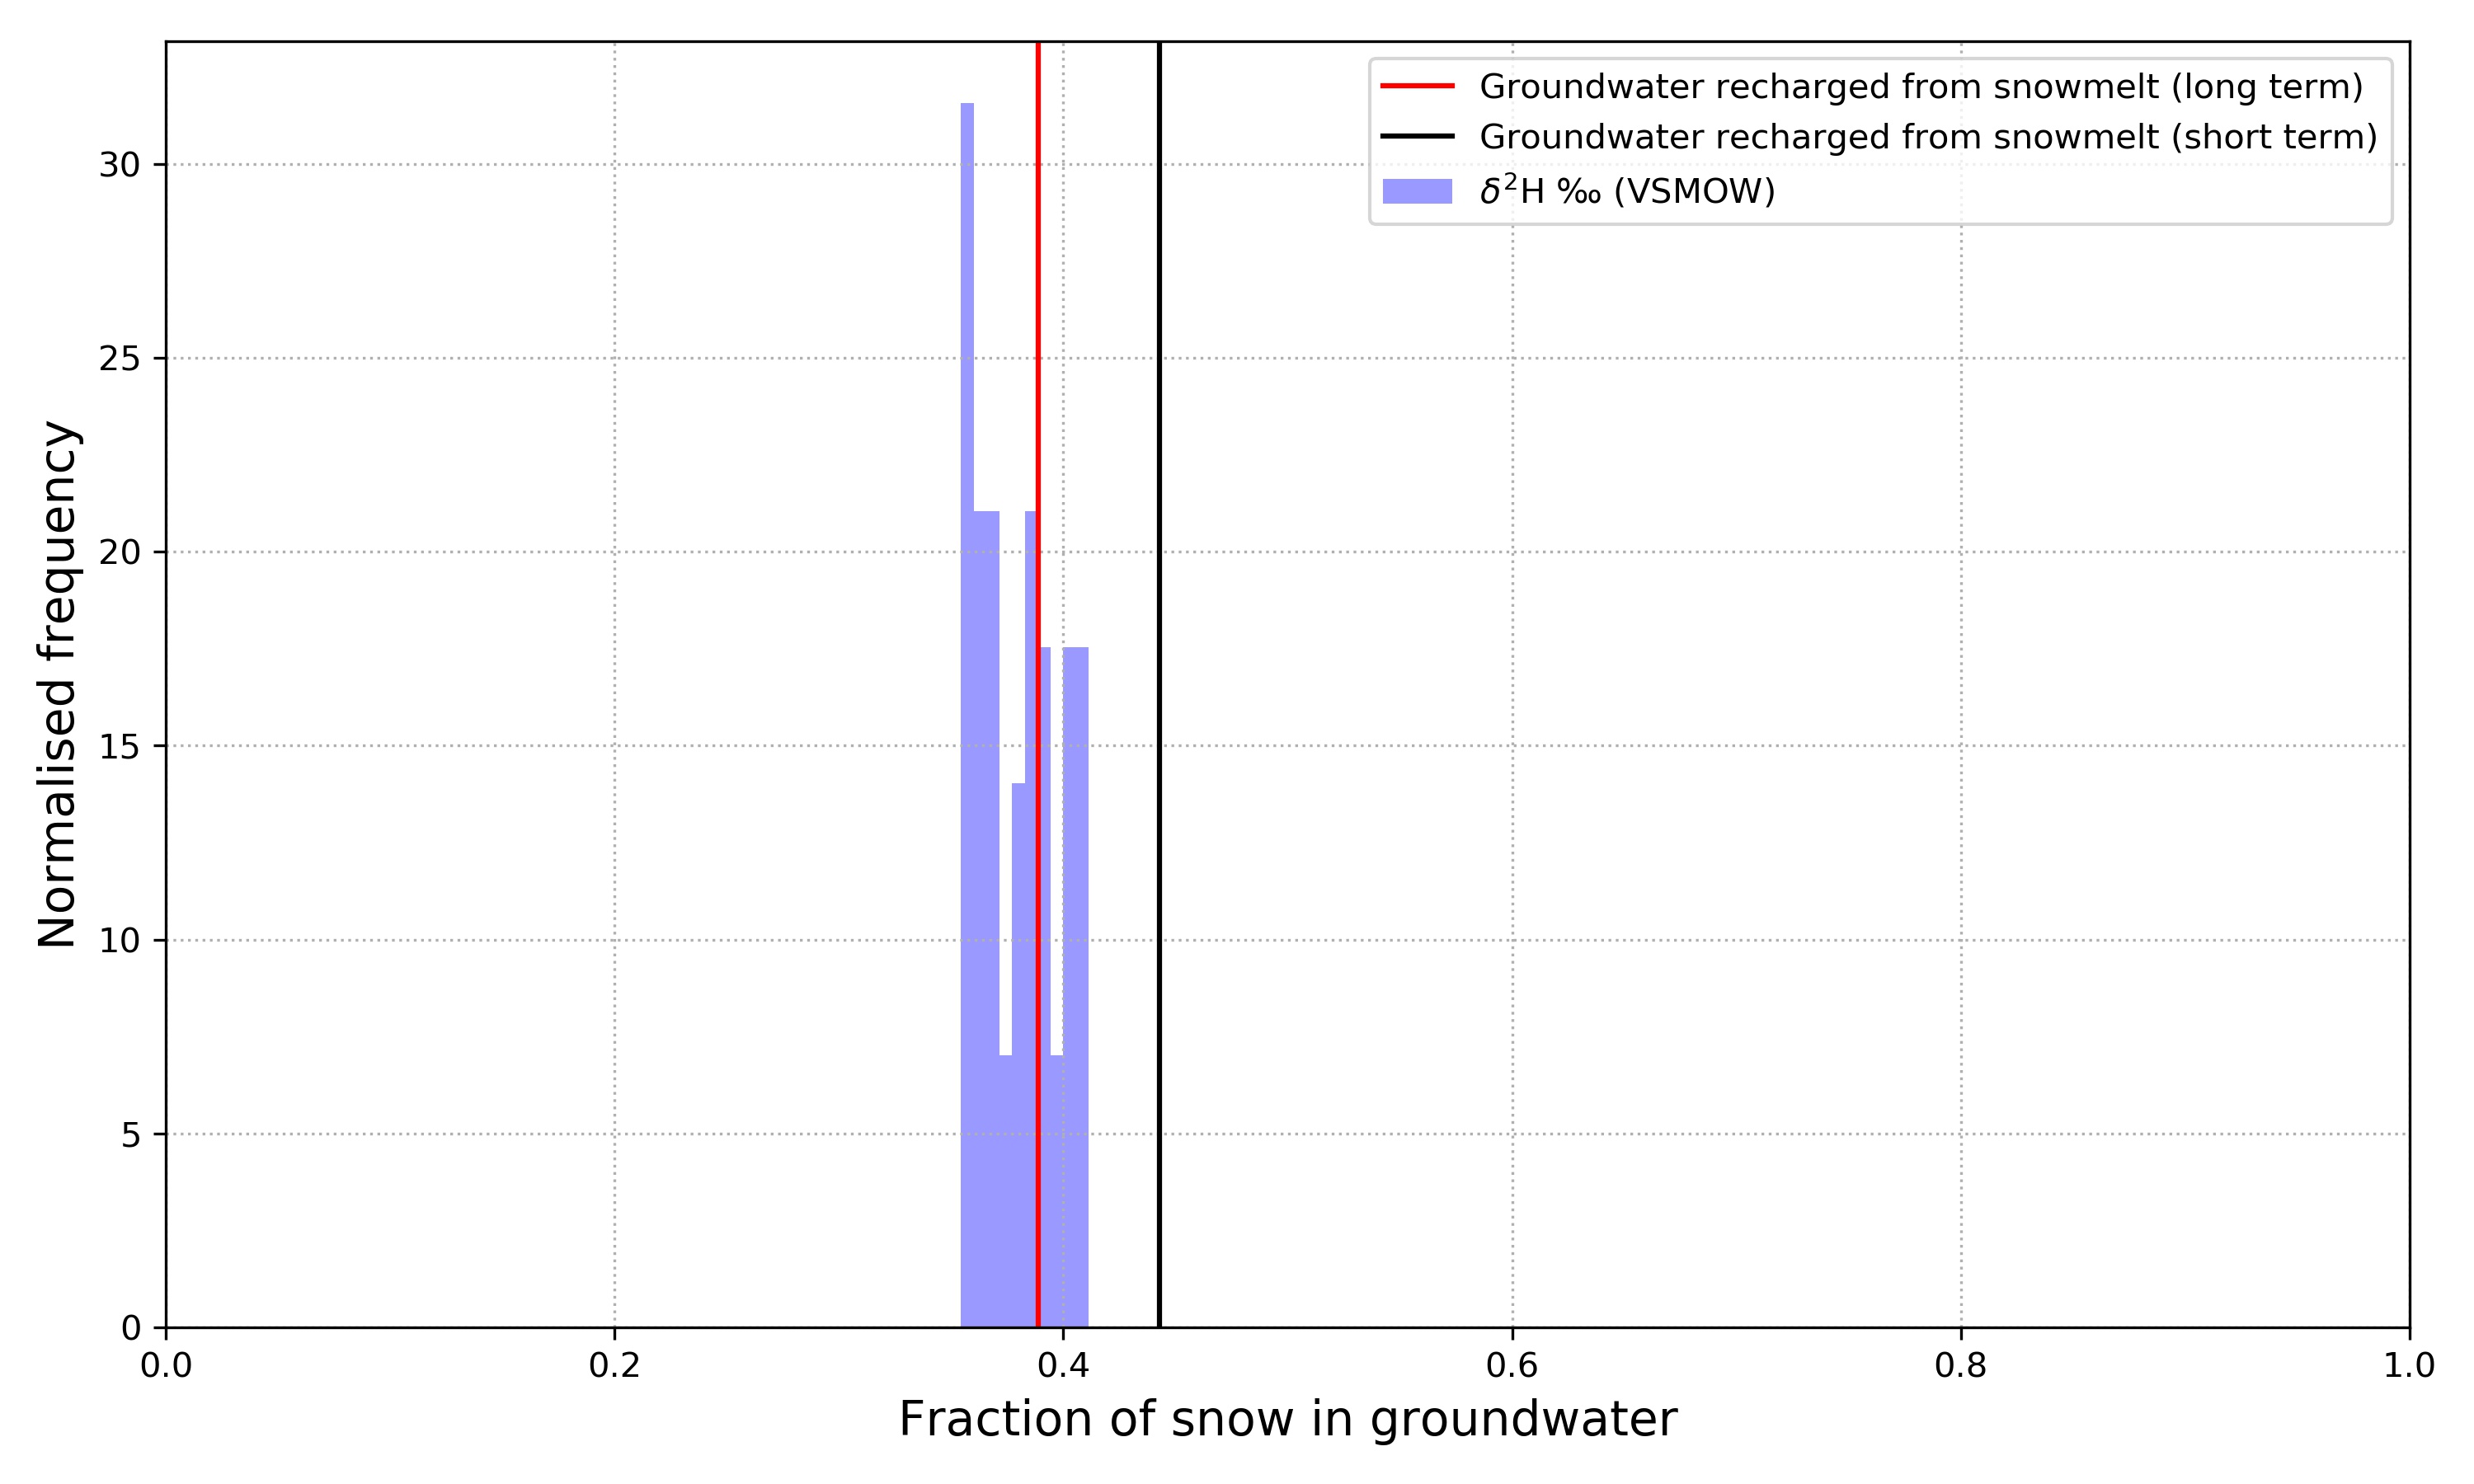 Groundwater recharged from snowmelt (long term)
Groundwater recharged from snowmelt (short term)
δ²H ‰ (VSMOW)
Normalised frequency
30
25
20
15
10
5
0
0.0 0.2 0.4 0.6 0.8 1.0
Fraction of snow in groundwater